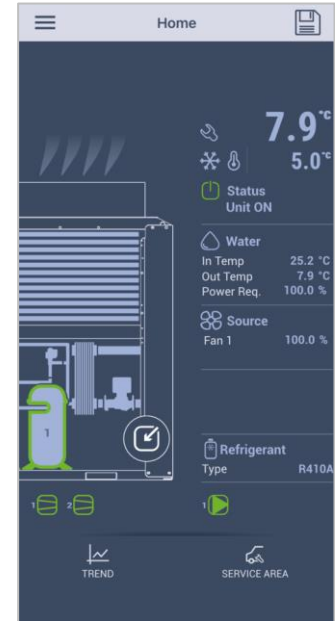 Home
7.9 °C
5.0 °C
Status
Unit ON
Water
In Temp 25.2 °C
Out Temp 7.9 °C
Power Req. 100.0 %
Source
Fan 1 100.0 %
1
Refrigerant
Type R410A
1 2 1
TREND SERVICE AREA